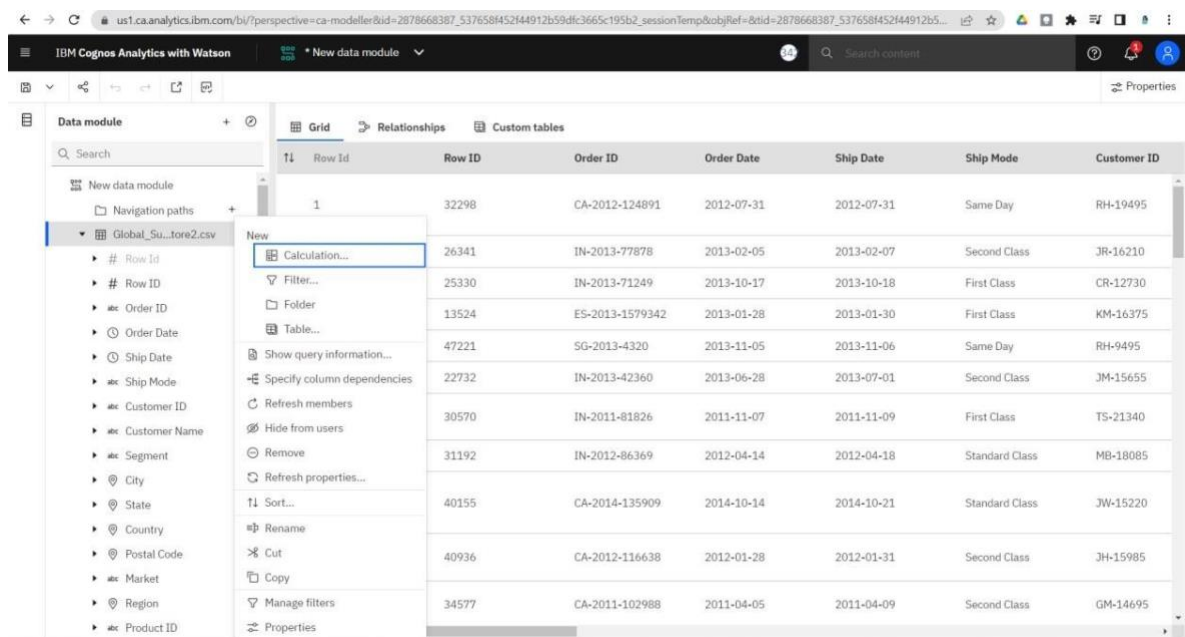 us1.ca.analytics.ibm.com/bi/?perspective=ca-modeller&id=2878668387_537658f452f44912b59dfc3665c195b2_sessionTemp&objRef=&tid=2878668387_537658f452f44912b5...
IBM Cognos Analytics with Watson
* New data module
34
Search content
1
Properties
Data module
Search
New data module
Navigation paths
Global_Su...tore2.csv
# Row Id
# Row ID
abc Order ID
Order Date
Ship Date
abc Ship Mode
abc Customer ID
abc Customer Name
abc Segment
City
State
Country
Postal Code
abc Market
Region
abc Product ID
New
Calculation...
Filter...
Folder
Table...
Show query information...
Specify column dependencies
Refresh members
Hide from users
Remove
Refresh properties...
Sort...
Rename
Cut
Copy
Manage filters
Properties
Grid Relationships Custom tables
Row Id Row ID Order ID Order Date Ship Date Ship Mode Customer ID
1 32298 CA-2012-124891 2012-07-31 2012-07-31 Same Day RH-19495
26341 IN-2013-77878 2013-02-05 2013-02-07 Second Class JR-16210
25330 IN-2013-71249 2013-10-17 2013-10-18 First Class CR-12730
13524 ES-2013-1579342 2013-01-28 2013-01-30 First Class KM-16375
47221 SG-2013-4320 2013-11-05 2013-11-06 Same Day RH-9495
22732 IN-2013-42360 2013-06-28 2013-07-01 Second Class JM-15655
30570 IN-2011-81826 2011-11-07 2011-11-09 First Class TS-21340
31192 IN-2012-86369 2012-04-14 2012-04-18 Standard Class MB-18085
40155 CA-2014-135909 2014-10-14 2014-10-21 Standard Class JW-15220
40936 CA-2012-116638 2012-01-28 2012-01-31 Second Class JH-15985
34577 CA-2011-102988 2011-04-05 2011-04-09 Second Class GM-14695